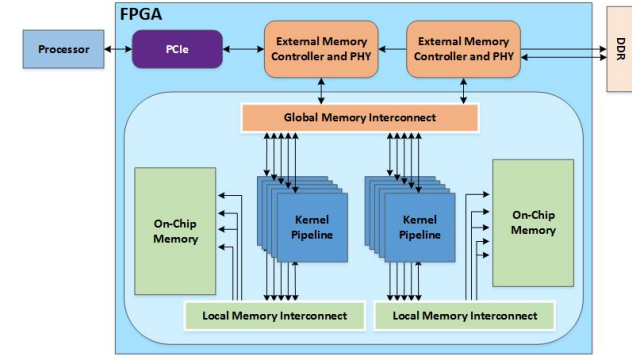 FPGA
Processor
PCIe
External Memory
Controller and PHY
External Memory
Controller and PHY
DDR
Global Memory Interconnect
On-Chip
Memory
Kernel
Pipeline
Kernel
Pipeline
On-Chip
Memory
Local Memory Interconnect
Local Memory Interconnect